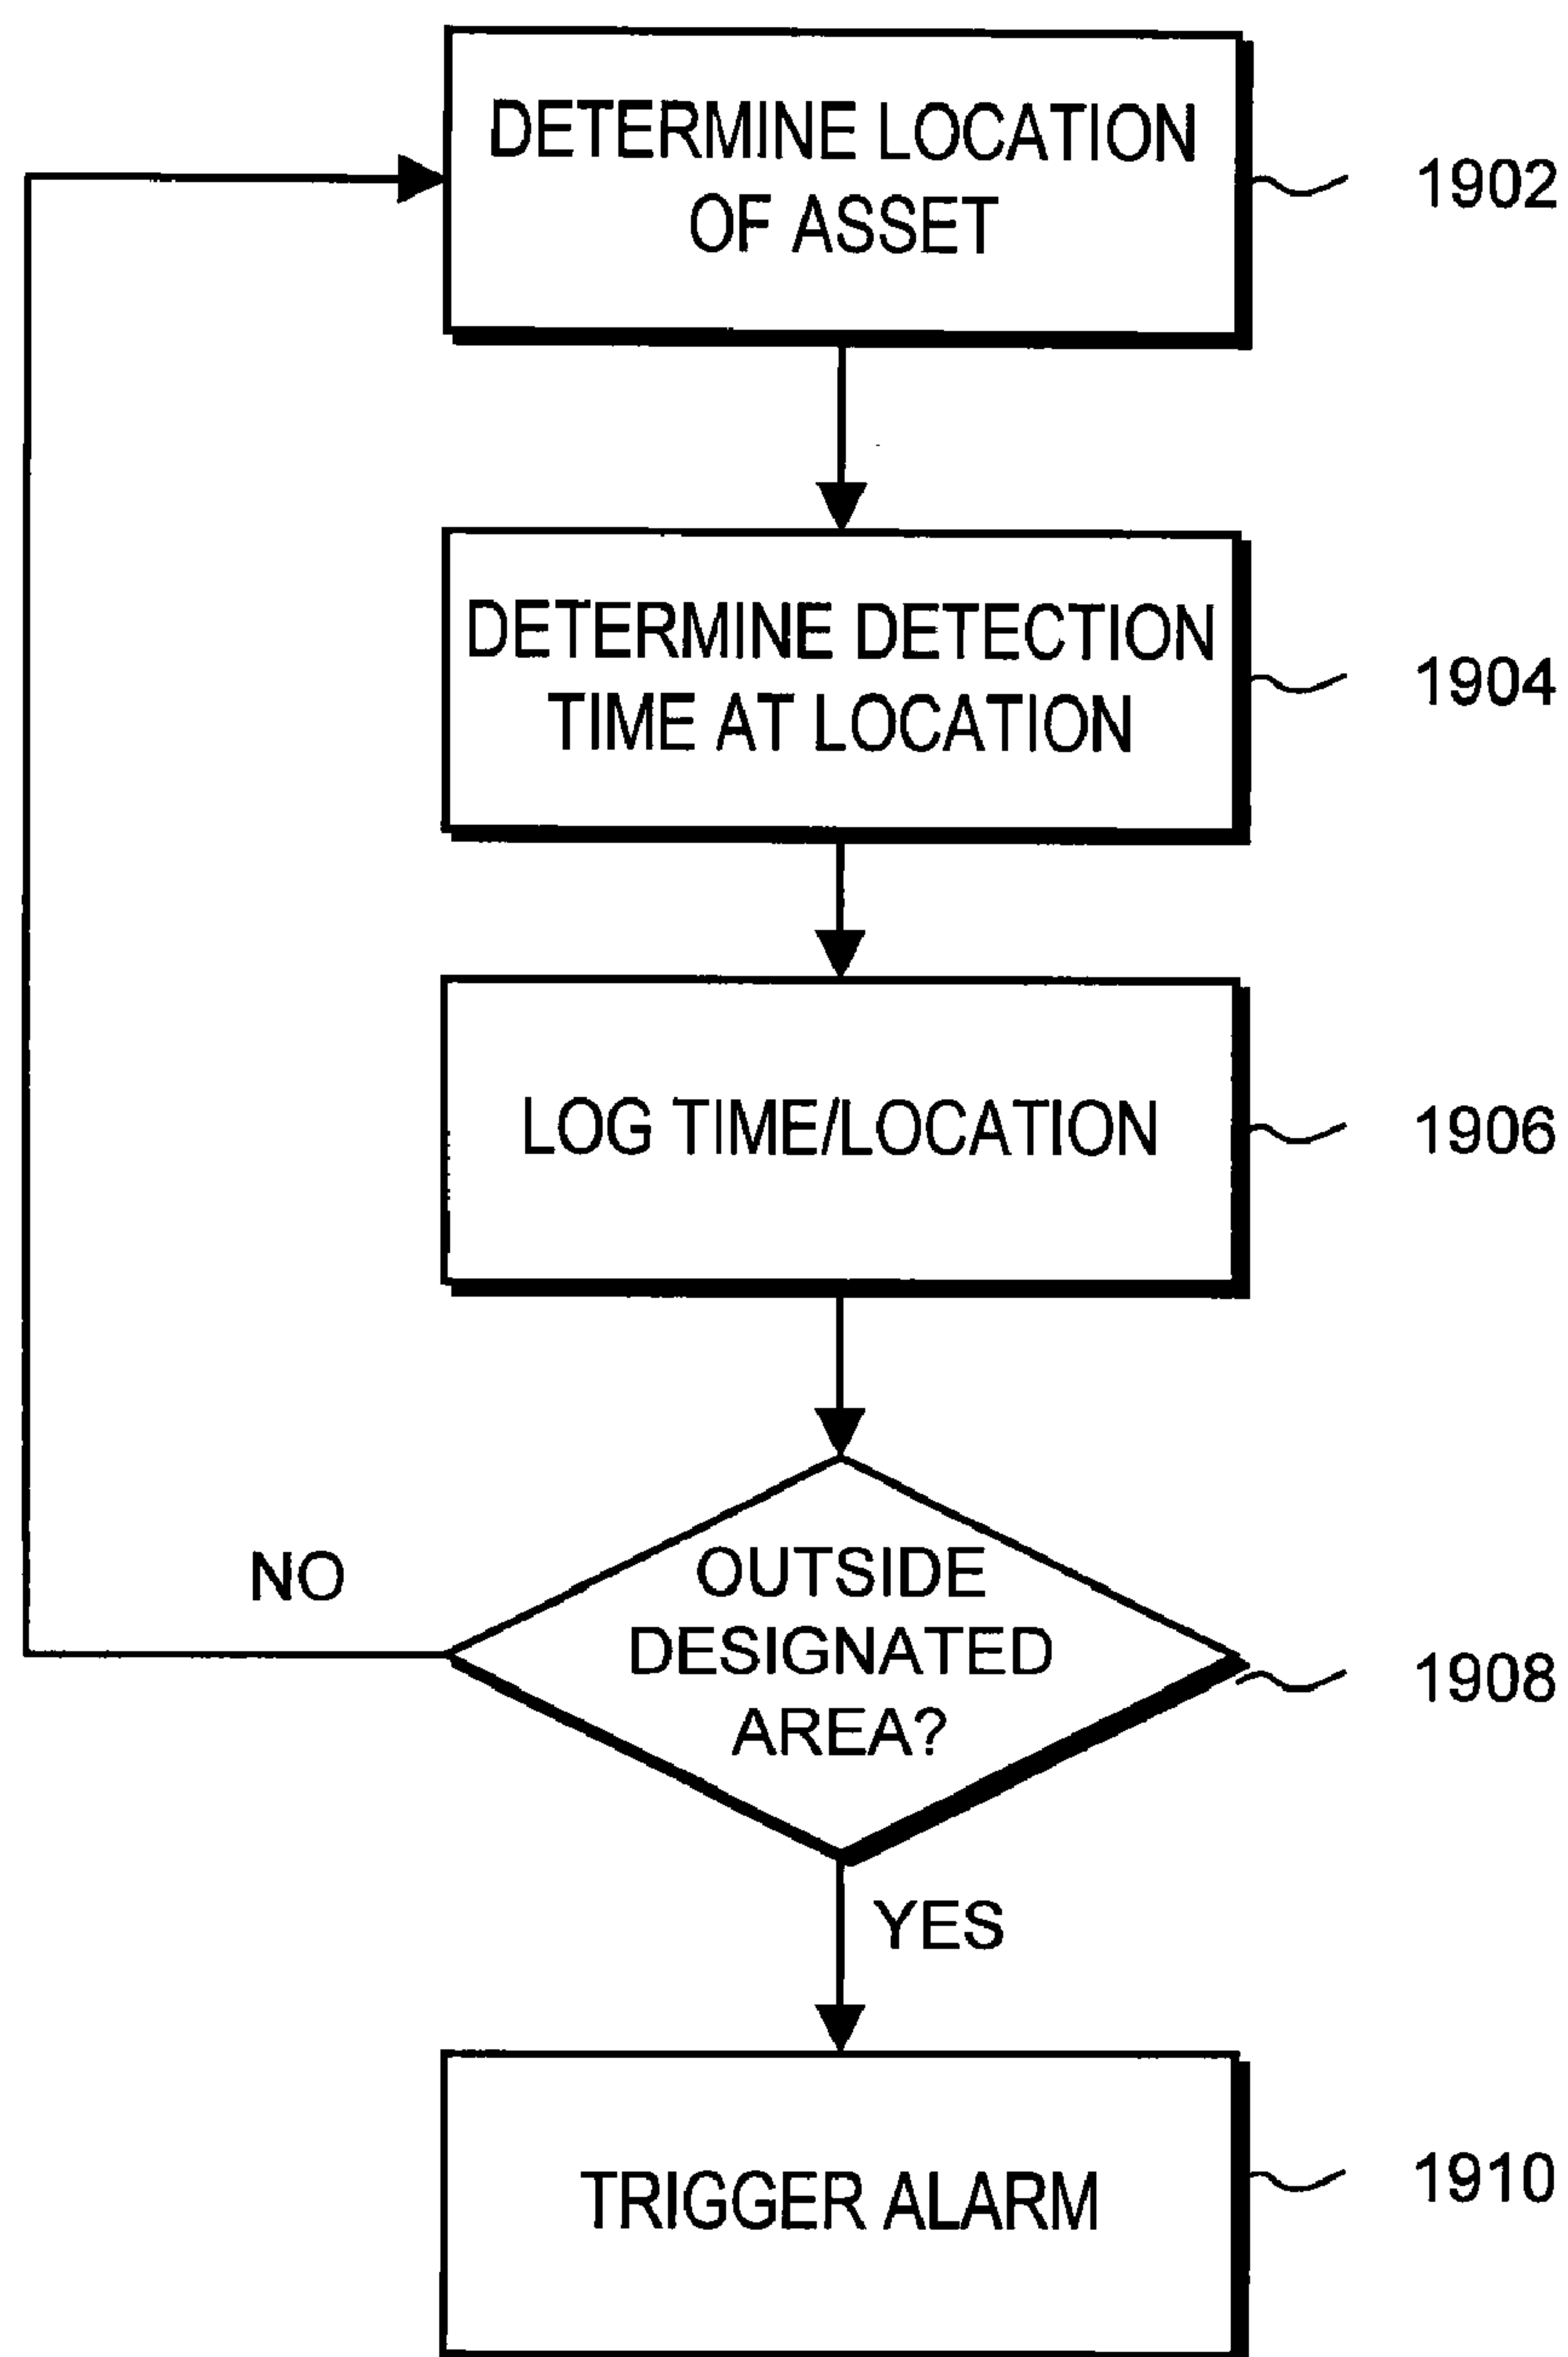 DETERMINE LOCATION
OF ASSET
1902
DETERMINE DETECTION
TIME AT LOCATION
1904
LOG TIME/LOCATION
1906
OUTSIDE
DESIGNATED
AREA?
1908
NO
YES
TRIGGER ALARM
1910